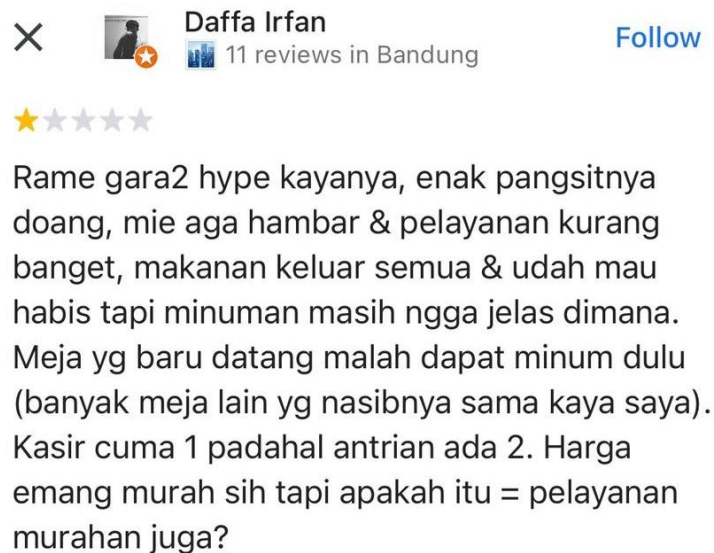 Daffa Irfan
11 reviews in Bandung
Follow
Rame gara2 hype kayanya, enak pangsitnya
doang, mie aga hambar & pelayanan kurang
banget, makanan keluar semua & udah mau
habis tapi minuman masih ngga jelas dimana.
Meja yg baru datang malah dapat minum dulu
(banyak meja lain yg nasibnya sama kaya saya).
Kasir cuma 1 padahal antrian ada 2. Harga
emang murah sih tapi apakah itu = pelayanan
murahan juga?